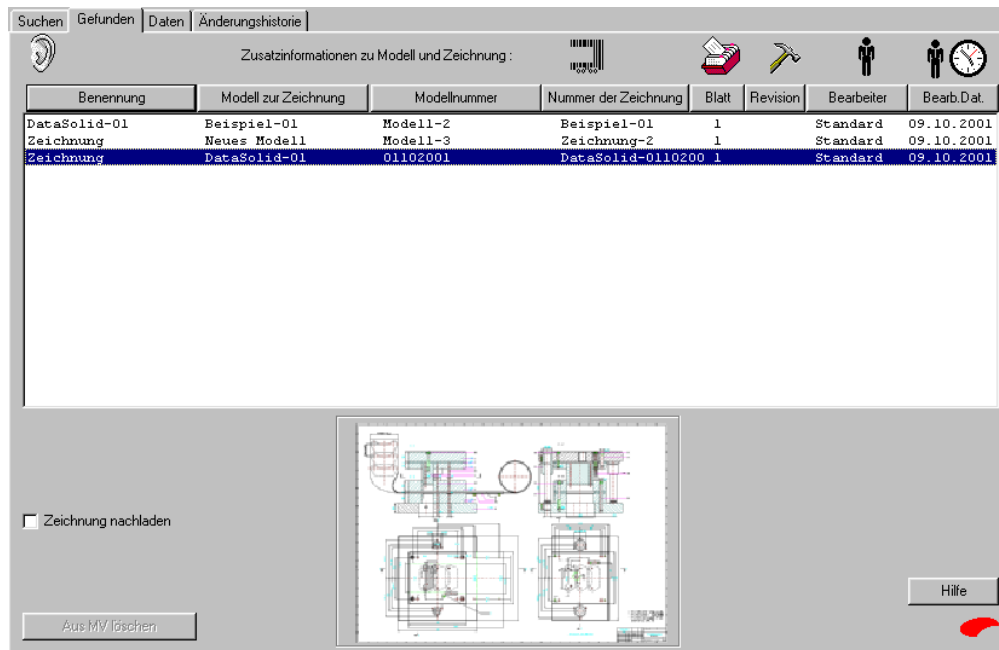 Suchen Gefunden Daten Änderungshistorie
Zusatzinformationen zu Modell und Zeichnung :
Benennung Modell zur Zeichnung Modellnummer Nummer der Zeichnung Blatt Revision Bearbeiter Bearb.Dat.
DataSolid-01 Beispiel-01 Modell-2 Beispiel-01 1 Standard 09.10.2001
Zeichnung Neues Modell Modell-3 Zeichnung-2 1 Standard 09.10.2001
Zeichnung DataSolid-01 01102001 DataSolid-0110200 1 Standard 09.10.2001
Zeichnung nachladen
Hilfe
Aus MV löschen